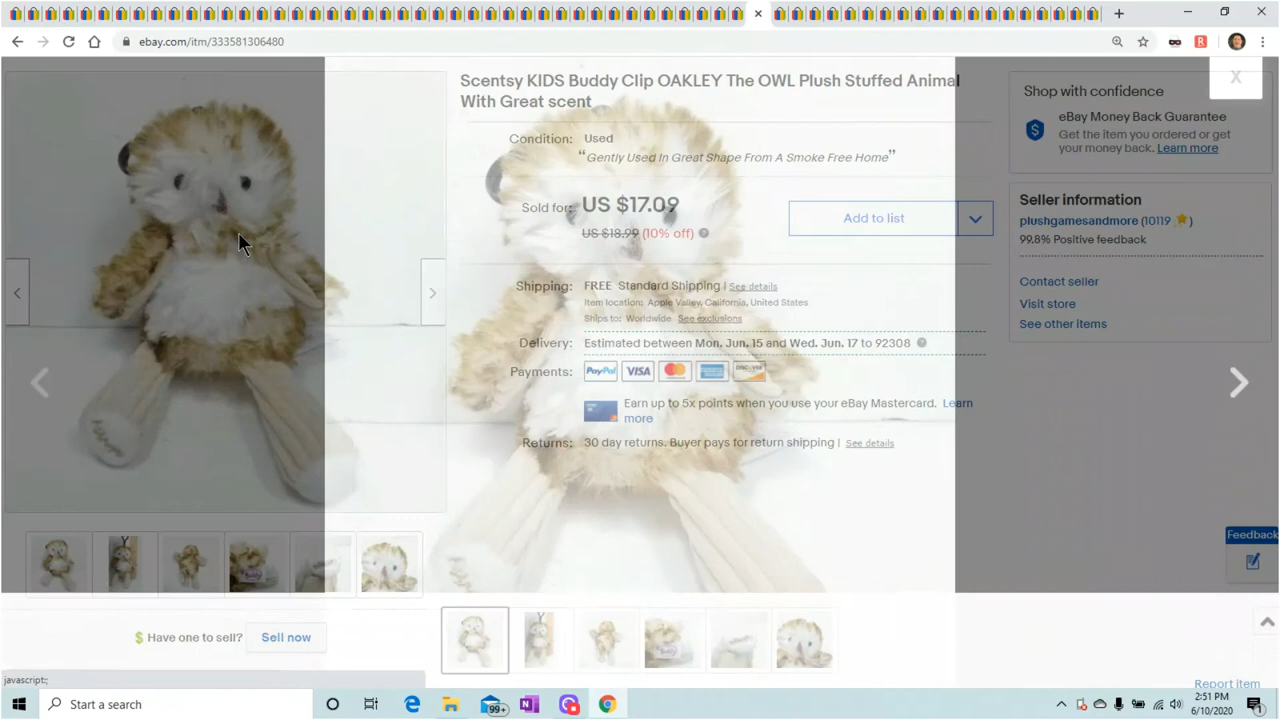 ebay.com/itm/333581306480
Scentsy KIDS Buddy Clip OAKLEY The OWL Plush Stuffed Animal
With Great scent
Condition: Used
“Gently Used In Great Shape From A Smoke Free Home”
Sold for: US $17.09
US $18.99 (10% off)
Add to list
Shipping: FREE Standard Shipping | See details
Item location: Apple Valley, California, United States
Ships to: Worldwide See exclusions
Delivery: Estimated between Mon. Jun. 15 and Wed. Jun. 17 to 92308
Payments: PayPal VISA
Earn up to 5x points when you use your eBay Mastercard. Learn
more
Returns: 30 day returns. Buyer pays for return shipping | See details
X
Shop with confidence
eBay Money Back Guarantee
Get the item you ordered or get
your money back. Learn more
Seller information
plushgamesandmore (10119)
99.8% Positive feedback
Contact seller
Visit store
See other items
Feedback
$ Have one to sell? Sell now
Report item
javascript:;
Start a search
99+
2:51 PM
6/10/2020